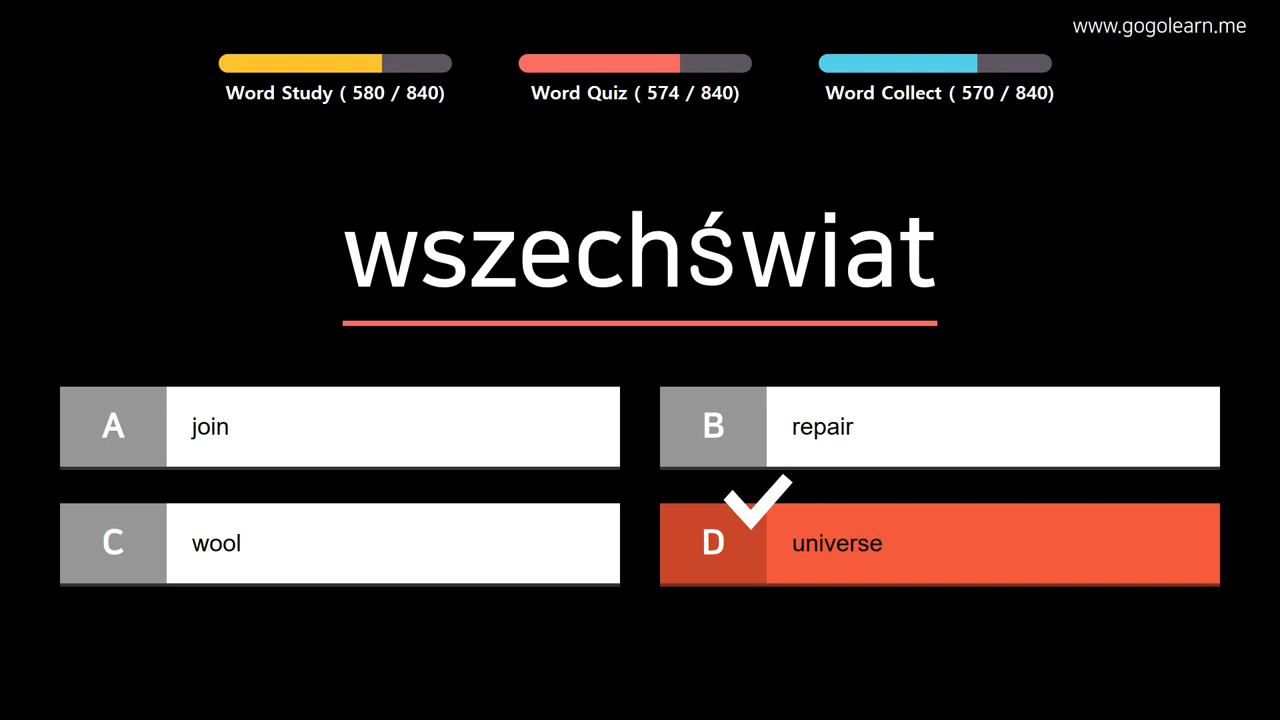 www.gogolearn.me
Word Study ( 580 / 840)
Word Quiz ( 574 / 840)
Word Collect ( 570 / 840)
wszechświat
A join
B repair
C wool
D universe